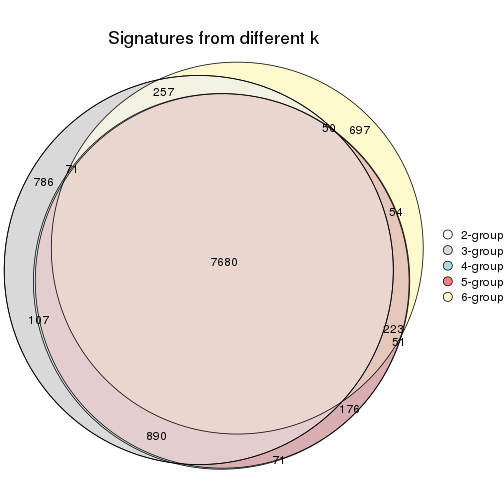 Signatures from different k
257
50
697
71
786
54
2-group
3-group
7680
4-group
5-group
6-group
107
223
51
176
890
71